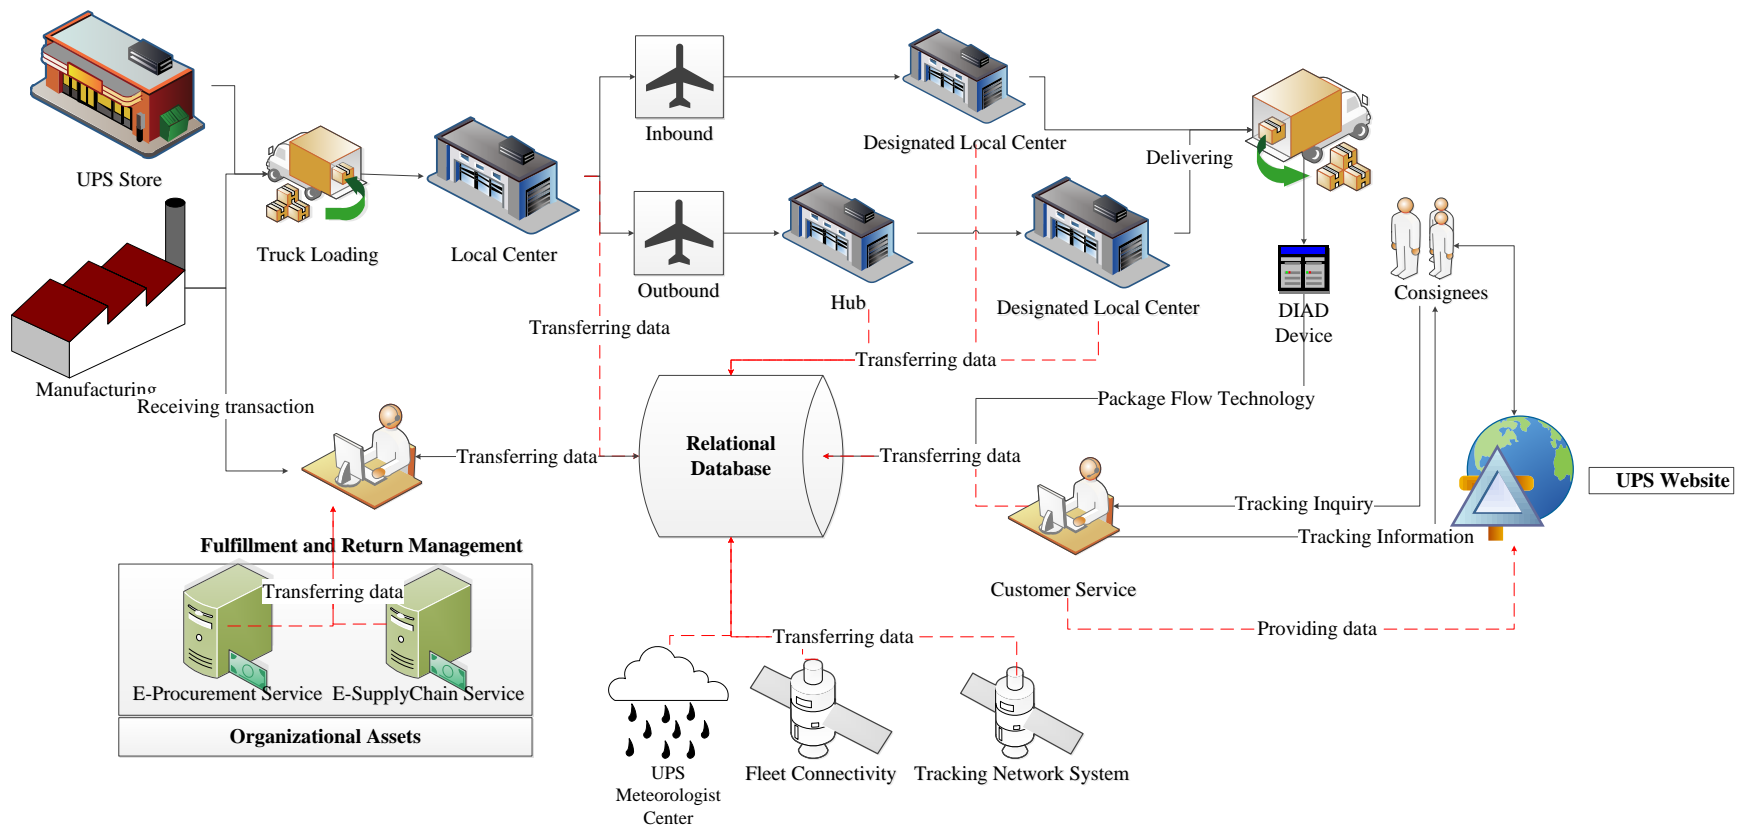 Inbound
Designated Local Center
Delivering
UPS Store
Truck Loading
Local Center
Outbound
Hub
Designated Local Center
DIAD
Device
Consignees
Transferring data
Transferring data
Manufacturing
Receiving transaction
Package Flow Technology
Relational
Database
Transferring data
Transferring data
UPS Website
Tracking Inquiry
Tracking Information
Fulfillment and Return Management
Transferring data
Customer Service
Providing data
Transferring data
E-Procurement Service
E-SupplyChain Service
Organizational Assets
UPS
Meteorologist
Center
Fleet Connectivity
Tracking Network System